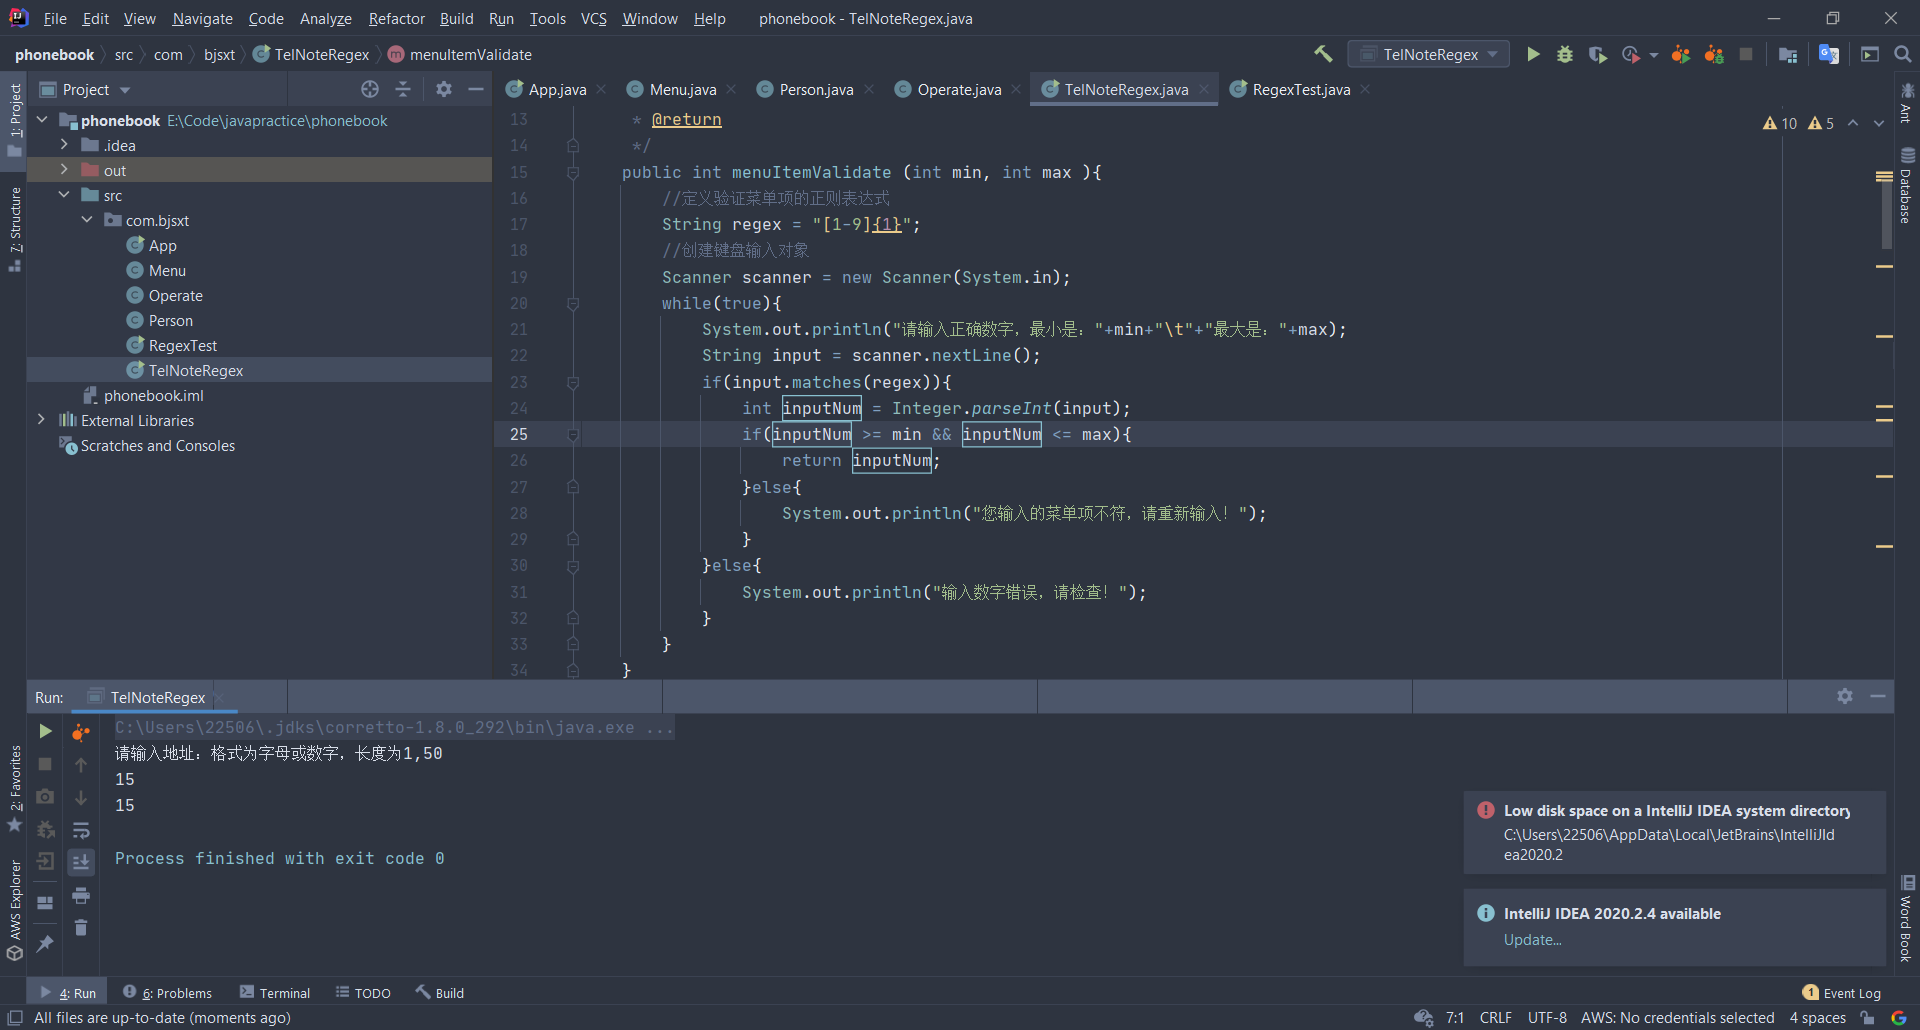 File Edit View Navigate Code Analyze Refactor Build Run Tools VCS Window Help phonebook - TelNoteRegex.java
phonebook src com bjsxt TelNoteRegex m menuItemValidate TelNoteRegex
Project App.java Menu.java Person.java Operate.java TelNoteRegex.java RegexTest.java
1: Project
7: Structure
2: Favorites
AWS Explorer
phonebook E:\Code\javapractice\phonebook
.idea
out
src
com.bjsxt
App
Menu
Operate
Person
RegexTest
TelNoteRegex
phonebook.iml
External Libraries
Scratches and Consoles
10 5
13 * @return
14 */
15 public int menuItemValidate (int min, int max ){
16 //定义验证菜单项的正则表达式
17 String regex = "[1-9]{1}";
18 //创建键盘输入对象
19 Scanner scanner = new Scanner(System.in);
20 while(true){
21 System.out.println("请输入正确数字，最小是："+min+"\t"+"最大是："+max);
22 String input = scanner.nextLine();
23 if(input.matches(regex)){
24 int inputNum = Integer.parseInt(input);
25 if(inputNum >= min && inputNum <= max){
26 return inputNum;
27 }else{
28 System.out.println("您输入的菜单项不符，请重新输入！");
29 }
30 }else{
31 System.out.println("输入数字错误，请检查！");
32 }
33 }
34 }
Ant
Database
Word Book
Run: TelNoteRegex
C:\Users\22506\.jdks\corretto-1.8.0_292\bin\java.exe ...
请输入地址：格式为字母或数字，长度为1,50
15
15
Process finished with exit code 0
Low disk space on a IntelliJ IDEA system directory
C:\Users\22506\AppData\Local\JetBrains\IntelliJId
ea2020.2
IntelliJ IDEA 2020.2.4 available
Update...
4: Run 6: Problems Terminal TODO Build 1 Event Log
All files are up-to-date (moments ago) 7:1 CRLF UTF-8 AWS: No credentials selected 4 spaces